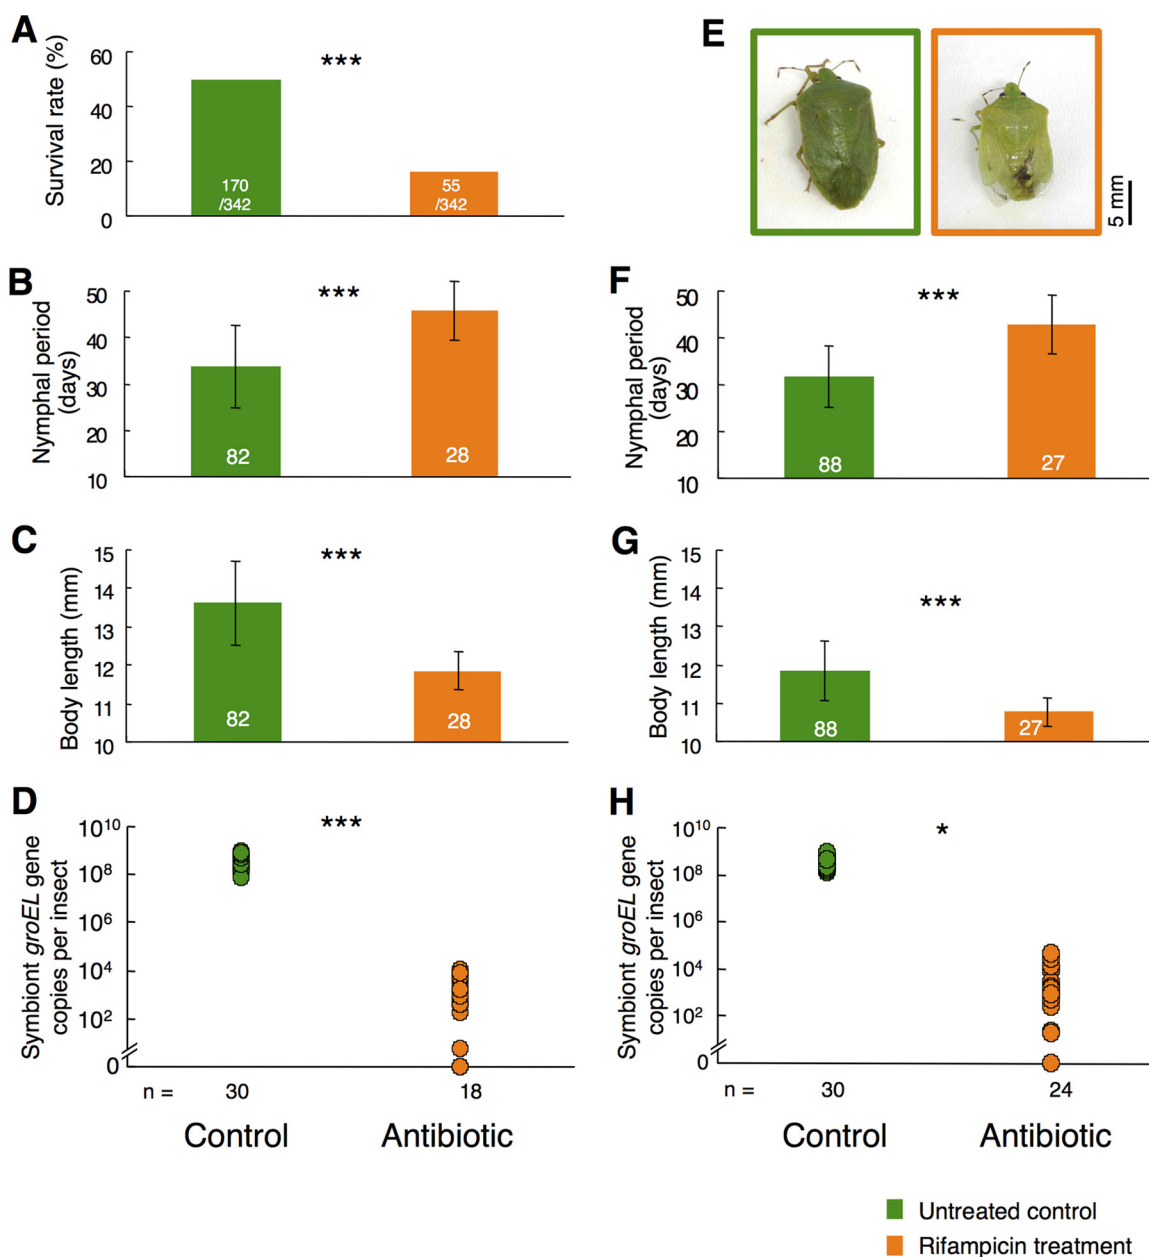 A
Survival rate (%)
60
40
20
0
***
170
/342
55
/342
E
5 mm
B
Nymphal period
(days)
50
40
30
20
10
***
82
28
F
Nymphal period
(days)
50
40
30
20
10
***
88
27
C
Body length (mm)
15
14
13
12
11
10
***
82
28
G
Body length (mm)
15
14
13
12
11
10
***
88
27
D
Symbiont groEL gene
copies per insect
10¹⁰
10⁸
10⁶
10⁴
10²
0
***
n = 30 18
Control Antibiotic
H
Symbiont groEL gene
copies per insect
10¹⁰
10⁸
10⁶
10⁴
10²
0
*
n = 30 24
Control Antibiotic
Untreated control
Rifampicin treatment